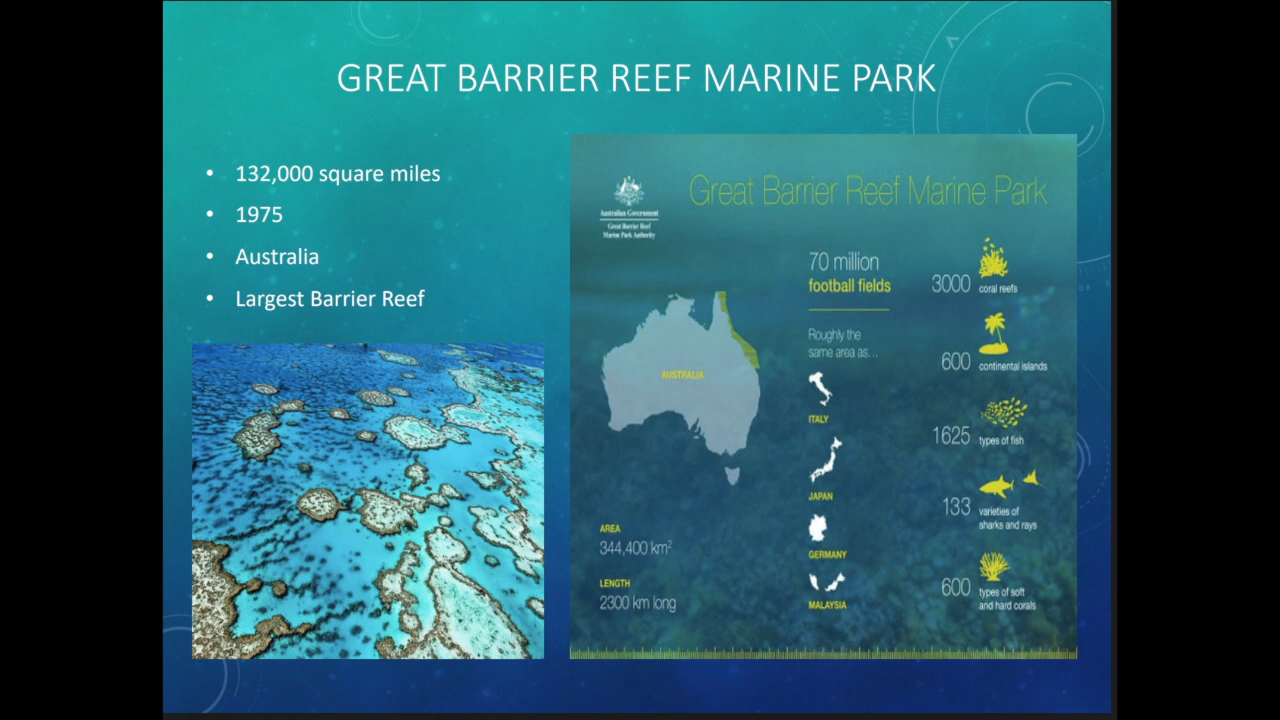 GREAT BARRIER REEF MARINE PARK
• 132,000 square miles
• 1975
• Australia
• Largest Barrier Reef
Australian Government
Great Barrier Reef
Marine Park Authority
Great Barrier Reef Marine Park
AUSTRALIA
AREA
344,400 km²
LENGTH
2300 km long
70 million
football fields
Roughly the
same area as...
ITALY
JAPAN
GERMANY
MALAYSIA
3000 coral reefs
600 continental islands
1625 types of fish
133 varieties of
sharks and rays
600 types of soft
and hard corals